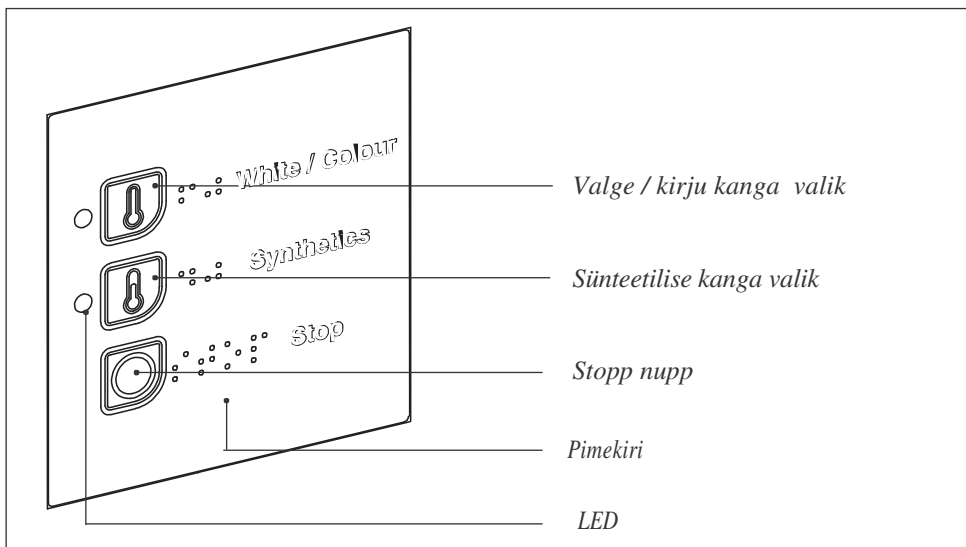 White / Colour
Valge / kirju kanga valik
Synthetics
Sünteetilise kanga valik
Stop
Stopp nupp
Pimekiri
LED